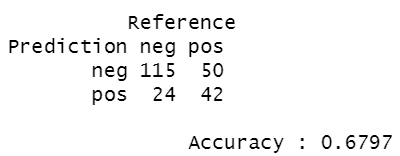 Reference
Prediction neg pos
neg 115 50
pos 24 42
Accuracy : 0.6797